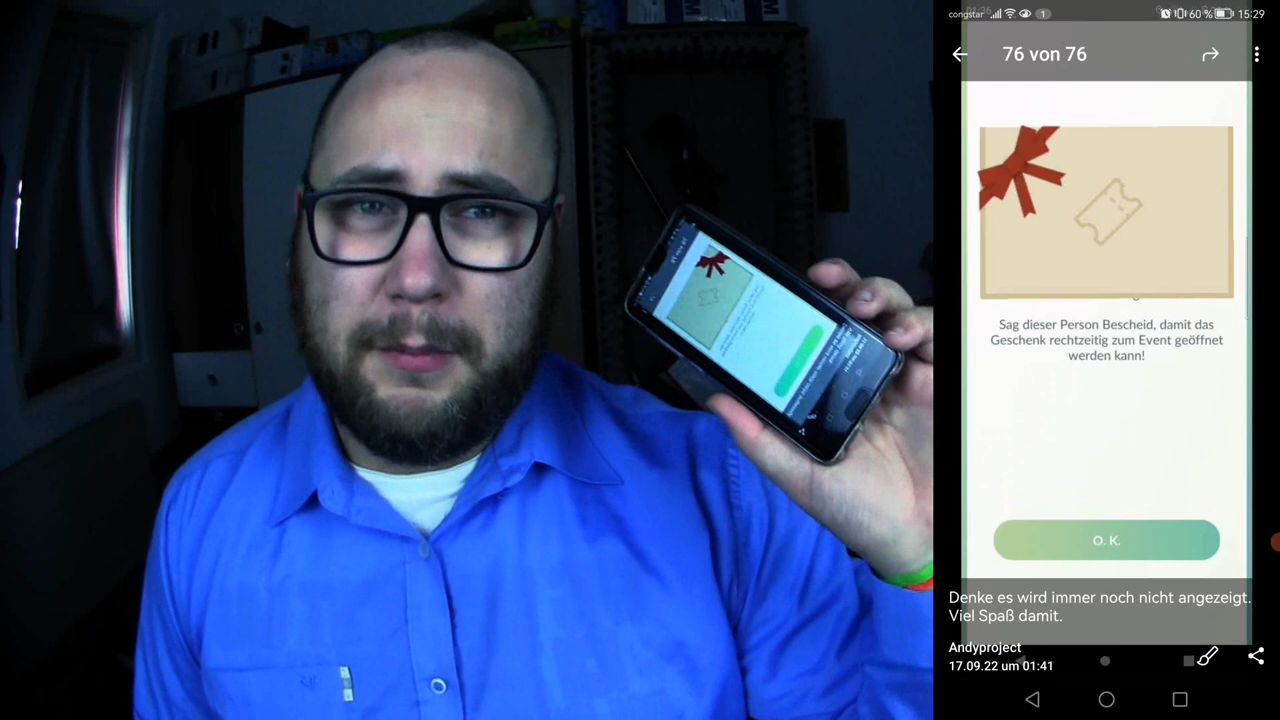 congstar
1
60 %
15:29
76 von 76
Sag dieser Person Bescheid, damit das
Geschenk rechtzeitig zum Event geöffnet
werden kann!
O. K.
Denke es wird immer noch nicht angezeigt.
Viel Spaß damit.
Andyproject
17.09.22 um 01:41